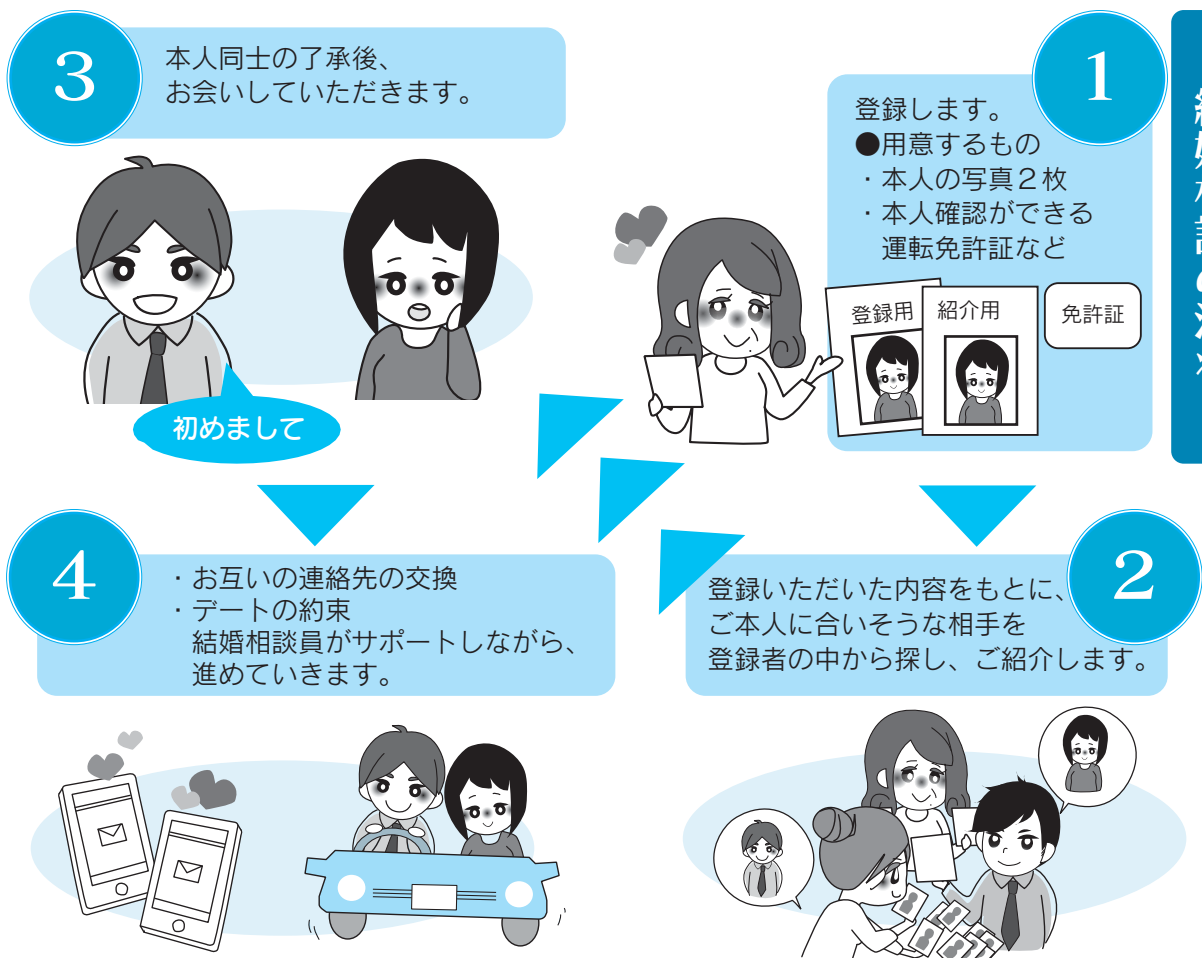 1
登録します。
●用意するもの
・本人の写真２枚
・本人確認ができる
運転免許証など
登録用
紹介用
免許証
2
登録いただいた内容をもとに、
ご本人に合いそうな相手を
登録者の中から探し、ご紹介します。
3
本人同士の了承後、
お会いしていただきます。
初めまして
4
・お互いの連絡先の交換
・デートの約束
結婚相談員がサポートしながら、
進めていきます。